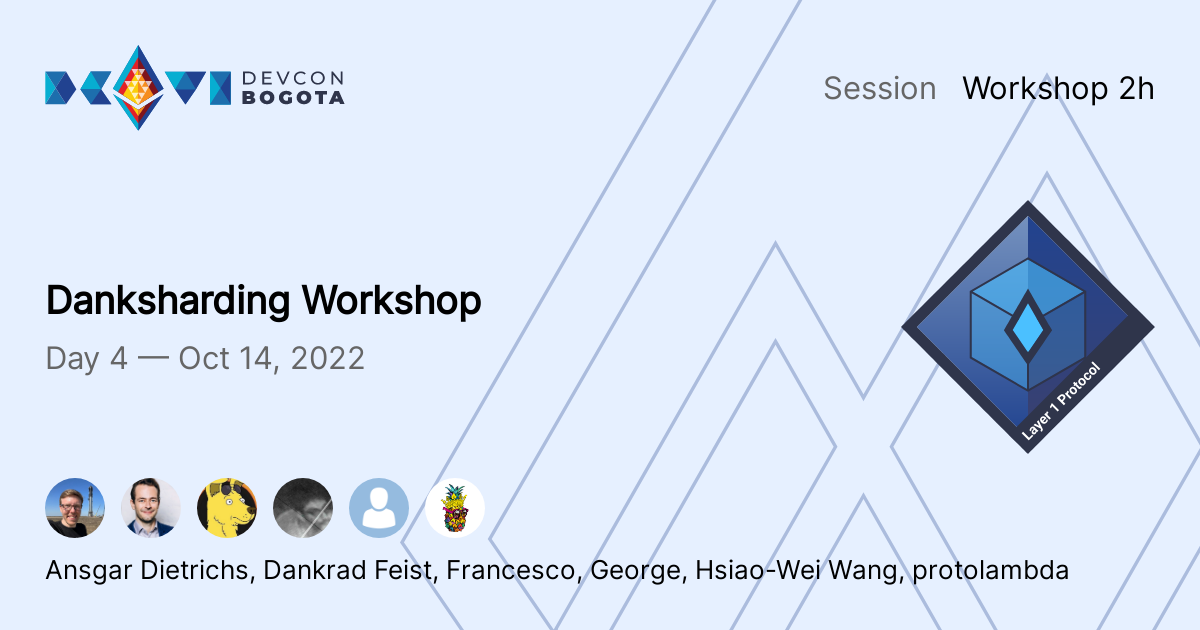 DEVCON
BOGOTA
Session Workshop 2h
Danksharding Workshop
Day 4 — Oct 14, 2022
Layer 1 Protocol
Ansgar Dietrichs, Dankrad Feist, Francesco, George, Hsiao-Wei Wang, protolambda